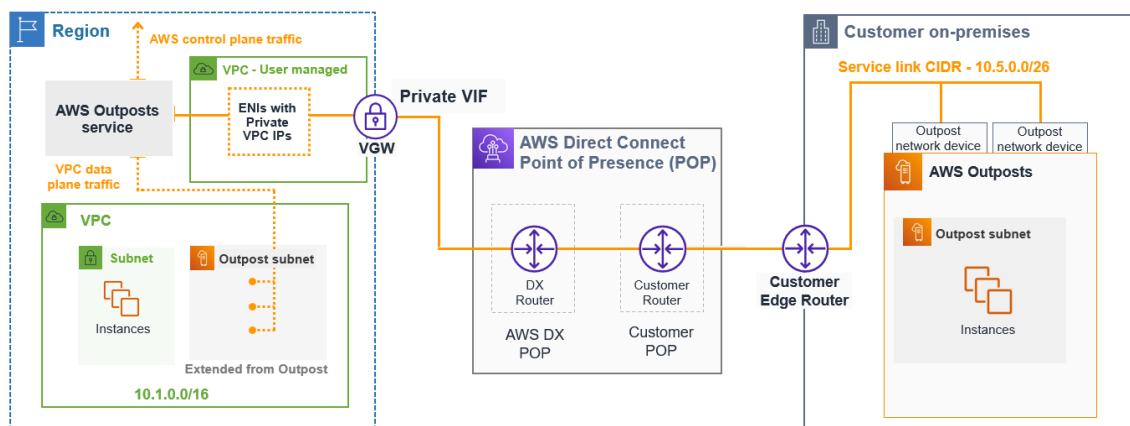 Region
AWS control plane traffic
VPC - User managed
AWS Outposts
service
ENIs with
Private
VPC IPs
VGW
Private VIF
VPC data
plane traffic
VPC
Subnet
Instances
Outpost subnet
Extended from Outpost
10.1.0.0/16
AWS Direct Connect
Point of Presence (POP)
DX
Router
AWS DX
POP
Customer
Router
Customer
POP
Customer
Edge Router
Customer on-premises
Service link CIDR - 10.5.0.0/26
Outpost
network device
Outpost
network device
AWS Outposts
Outpost subnet
Instances